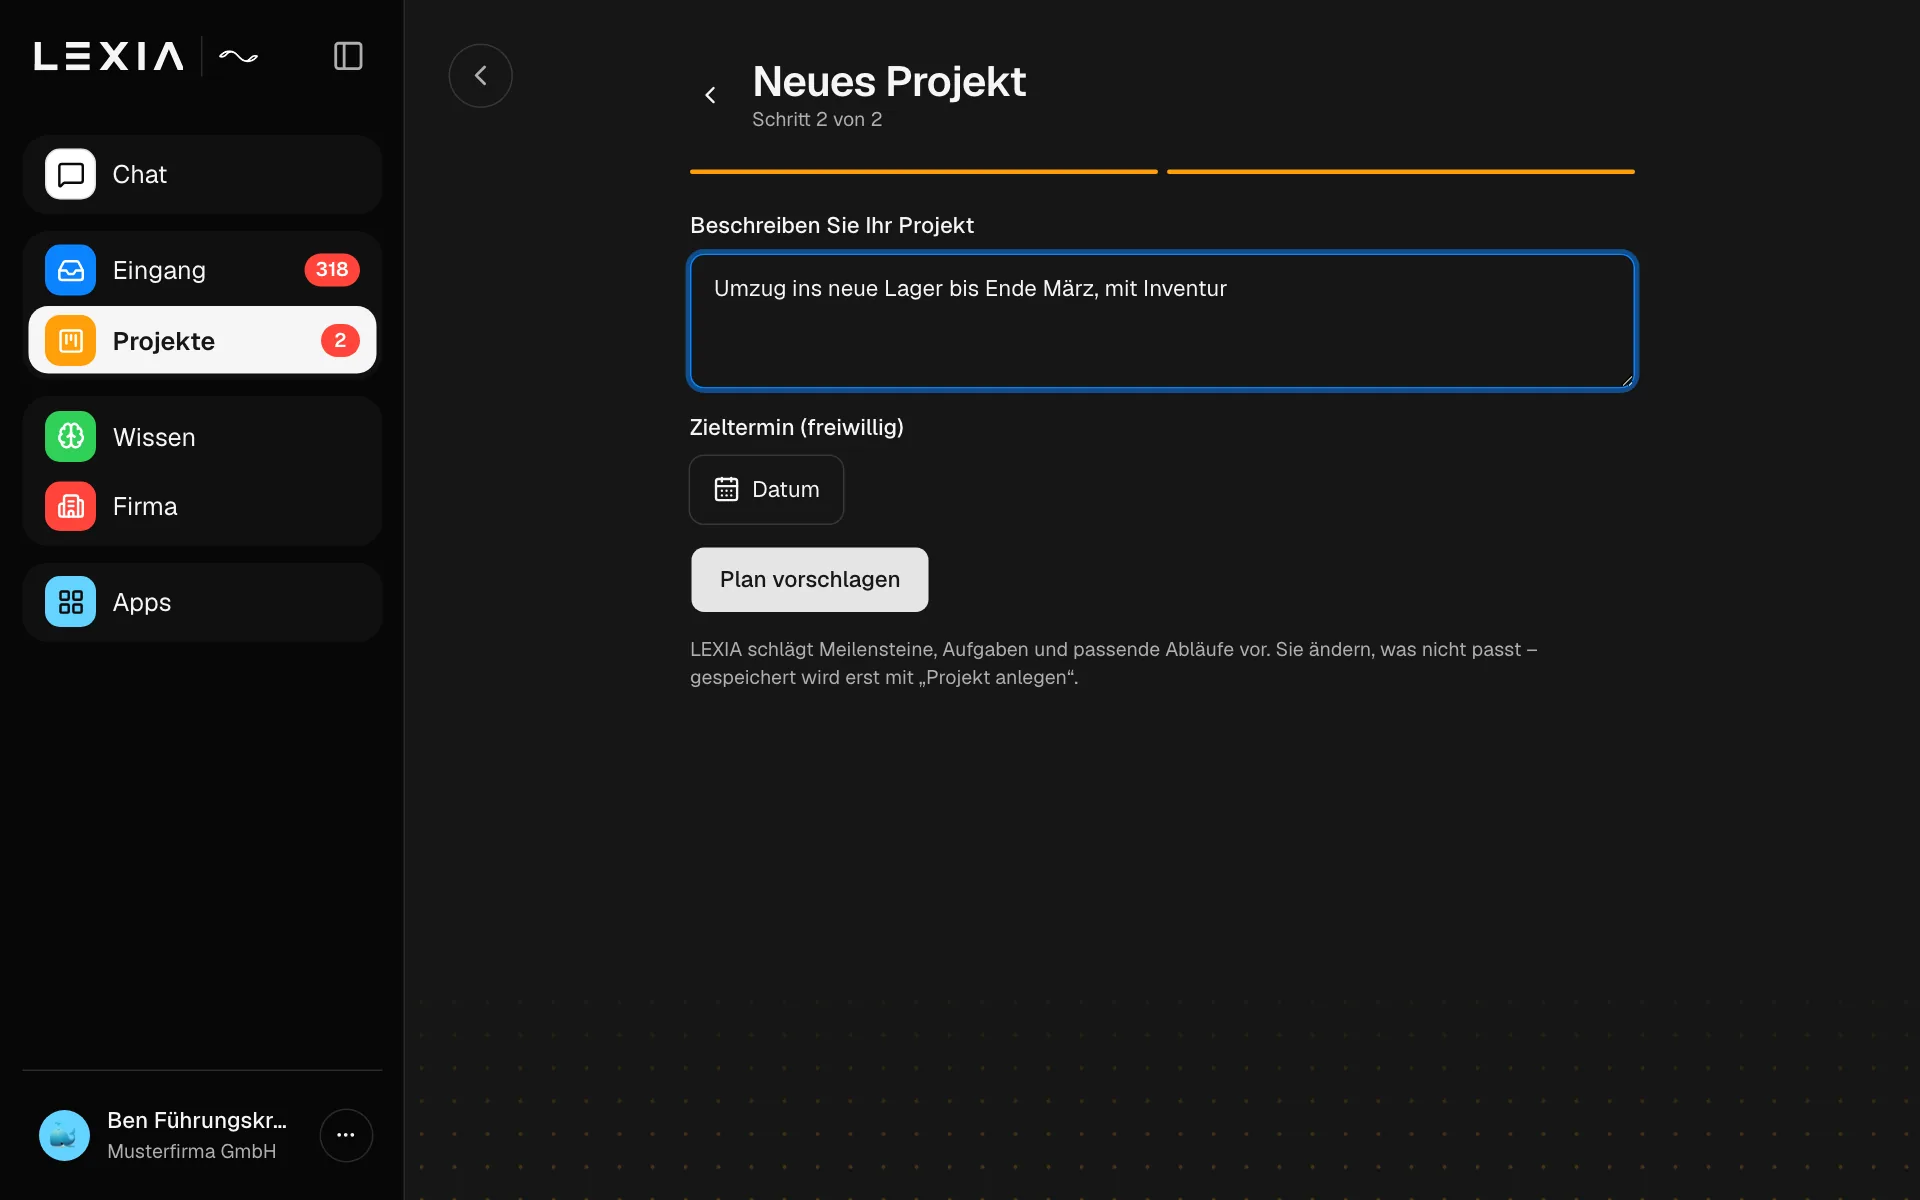 LEXIA
Chat
Eingang
318
Projekte
2
Wissen
Firma
Apps
Ben Führungskr...
Musterfirma GmbH
Neues Projekt
Schritt 2 von 2
Beschreiben Sie Ihr Projekt
Umzug ins neue Lager bis Ende März, mit Inventur
Zieltermin (freiwillig)
Datum
Plan vorschlagen
LEXIA schlägt Meilensteine, Aufgaben und passende Abläufe vor. Sie ändern, was nicht passt –
gespeichert wird erst mit „Projekt anlegen“.